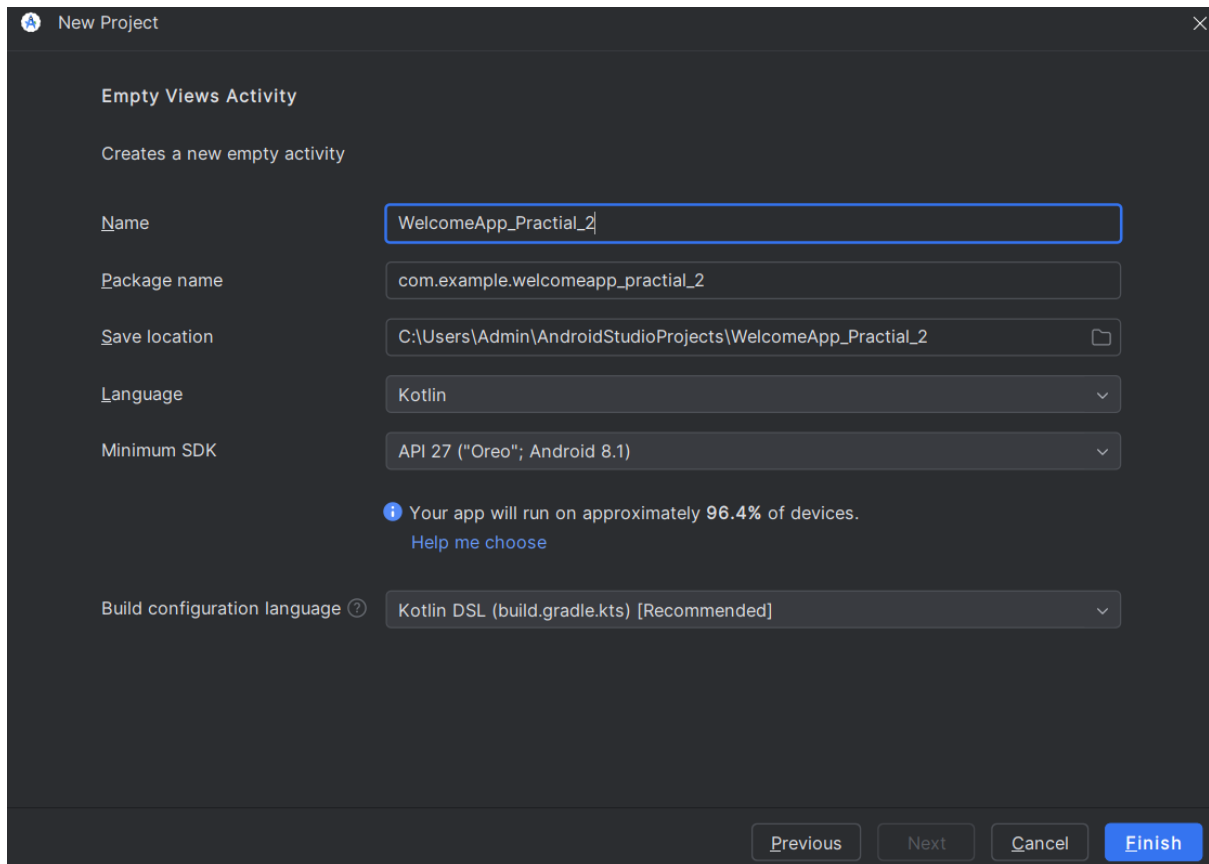 New Project
Empty Views Activity
Creates a new empty activity
Name
WelcomeApp_Practial_2
Package name
com.example.welcomeapp_practial_2
Save location
C:\Users\Admin\AndroidStudioProjects\WelcomeApp_Practial_2
Language
Kotlin
Minimum SDK
API 27 ("Oreo"; Android 8.1)
Your app will run on approximately 96.4% of devices.
Help me choose
Build configuration language ?
Kotlin DSL (build.gradle.kts) [Recommended]
Previous Next Cancel Finish